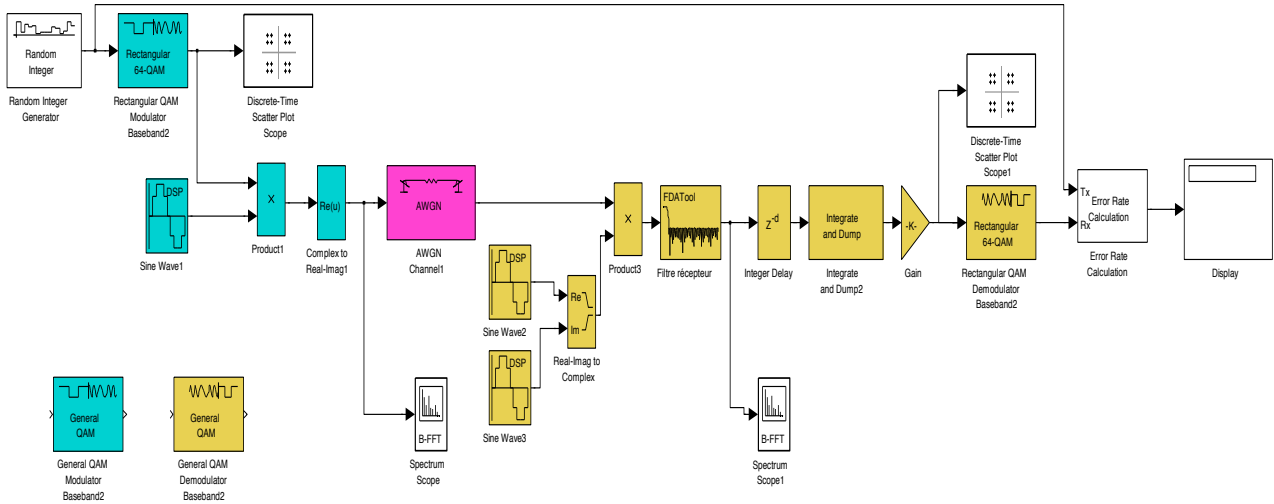 Random
Integer
Random Integer
Generator
Rectangular
64-QAM
Rectangular QAM
Modulator
Baseband2
Discrete-Time
Scatter Plot
Scope
DSP
Sine Wave1
X
Product1
Re(u)
Complex to
Real-Imag1
AWGN
AWGN
Channel1
DSP
Sine Wave2
DSP
Sine Wave3
Re
Im
Real-Imag to
Complex
X
Product3
FDATool
Filtre récepteur
Z-d
Integer Delay
Integrate
and Dump
Integrate
and Dump2
-K-
Gain
Discrete-Time
Scatter Plot
Scope1
Rectangular
64-QAM
Rectangular QAM
Demodulator
Baseband2
Tx
Rx
Error Rate
Calculation
Error Rate
Calculation
Display
General
QAM
General QAM
Modulator
Baseband2
General
QAM
General QAM
Demodulator
Baseband2
B-FFT
Spectrum
Scope
B-FFT
Spectrum
Scope1